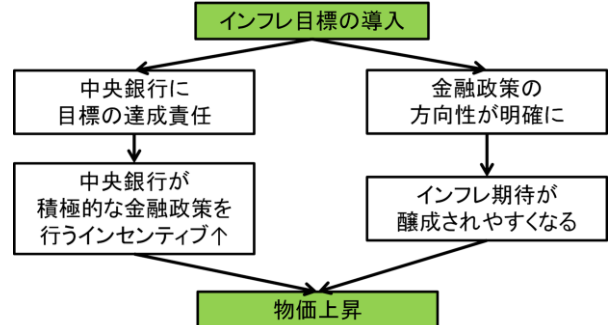 インフレ目標の導入
中央銀行に
目標の達成責任
金融政策の
方向性が明確に
中央銀行が
積極的な金融政策を
行うインセンティブ↑
インフレ期待が
醸成されやすくなる
物価上昇